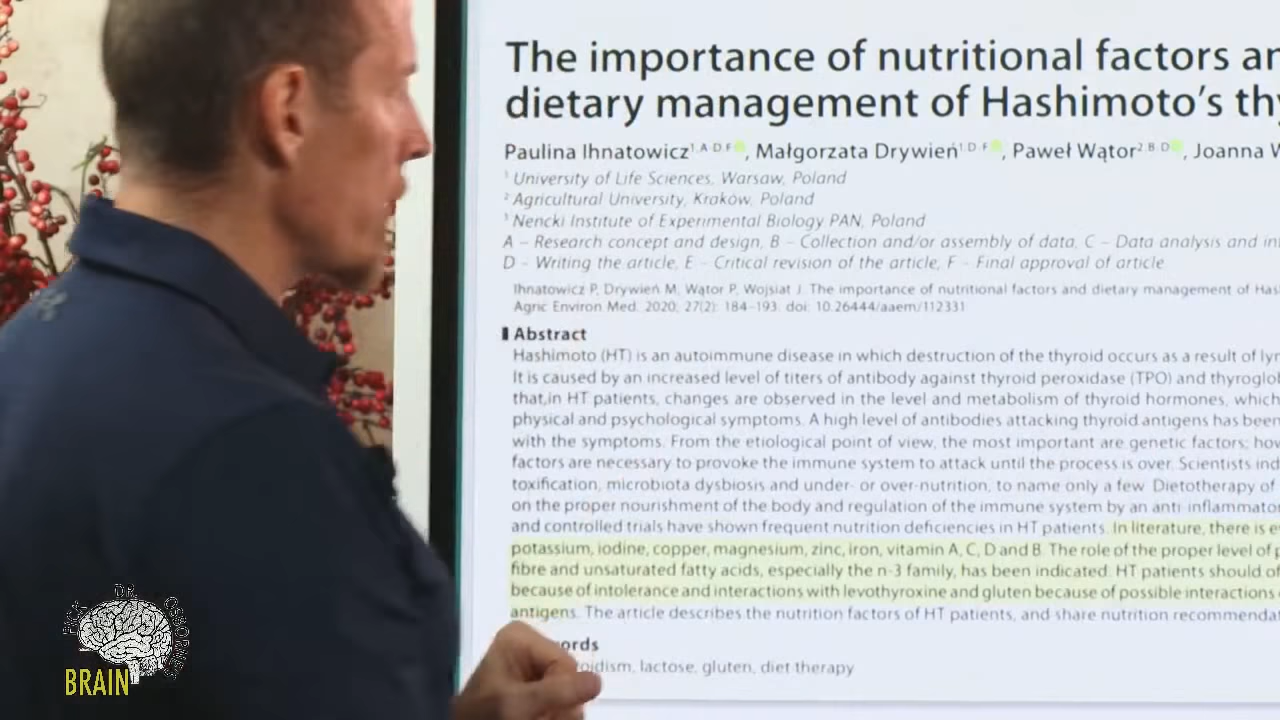 The importance of nutritional factors an
dietary management of Hashimoto's thy
Paulina Ihnatowicz1,A,D,F, Małgorzata Drywień1,D,F, Paweł Wątor2,B,D, Joanna W
1 University of Life Sciences, Warsaw, Poland
2 Agricultural University, Kraków, Poland
3 Nencki Institute of Experimental Biology PAN, Poland
A – Research concept and design, B – Collection and/or assembly of data, C – Data analysis and in
D – Writing the article, E – Critical revision of the article, F – Final approval of article
Ihnatowicz P, Drywień M, Wątor P, Wojsiat J. The importance of nutritional factors and dietary management of Has
Agric Environ Med. 2020; 27(2): 184–193. doi: 10.26444/aaem/112331
Abstract
Hashimoto (HT) is an autoimmune disease in which destruction of the thyroid occurs as a result of lyn
It is caused by an increased level of titers of antibody against thyroid peroxidase (TPO) and thyroglob
that,in HT patients, changes are observed in the level and metabolism of thyroid hormones, which
physical and psychological symptoms. A high level of antibodies attacking thyroid antigens has been
with the symptoms. From the etiological point of view, the most important are genetic factors; how
factors are necessary to provoke the immune system to attack until the process is over. Scientists ind
toxification, microbiota dysbiosis and under- or over-nutrition, to name only a few. Dietotherapy of
on the proper nourishment of the body and regulation of the immune system by an anti-inflammator
and controlled trials have shown frequent nutrition deficiencies in HT patients. In literature, there is e
potassium, iodine, copper, magnesium, zinc, iron, vitamin A, C, D and B. The role of the proper level of p
fibre and unsaturated fatty acids, especially the n-3 family, has been indicated. HT patients should of
because of intolerance and interactions with levothyroxine and gluten because of possible interactions
antigens. The article describes the nutrition factors of HT patients, and share nutrition recommenda
ords
oidism, lactose, gluten, diet therapy
BRAIN